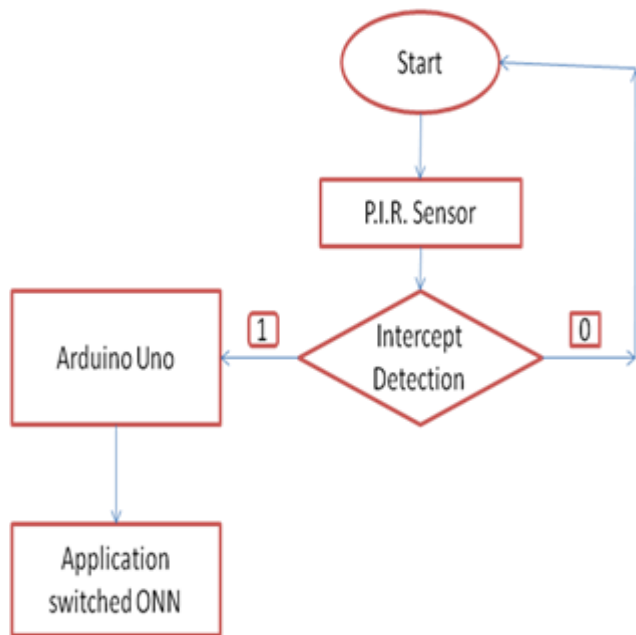 Start
P.I.R. Sensor
Intercept
Detection
1
0
Arduino Uno
Application
switched ONN